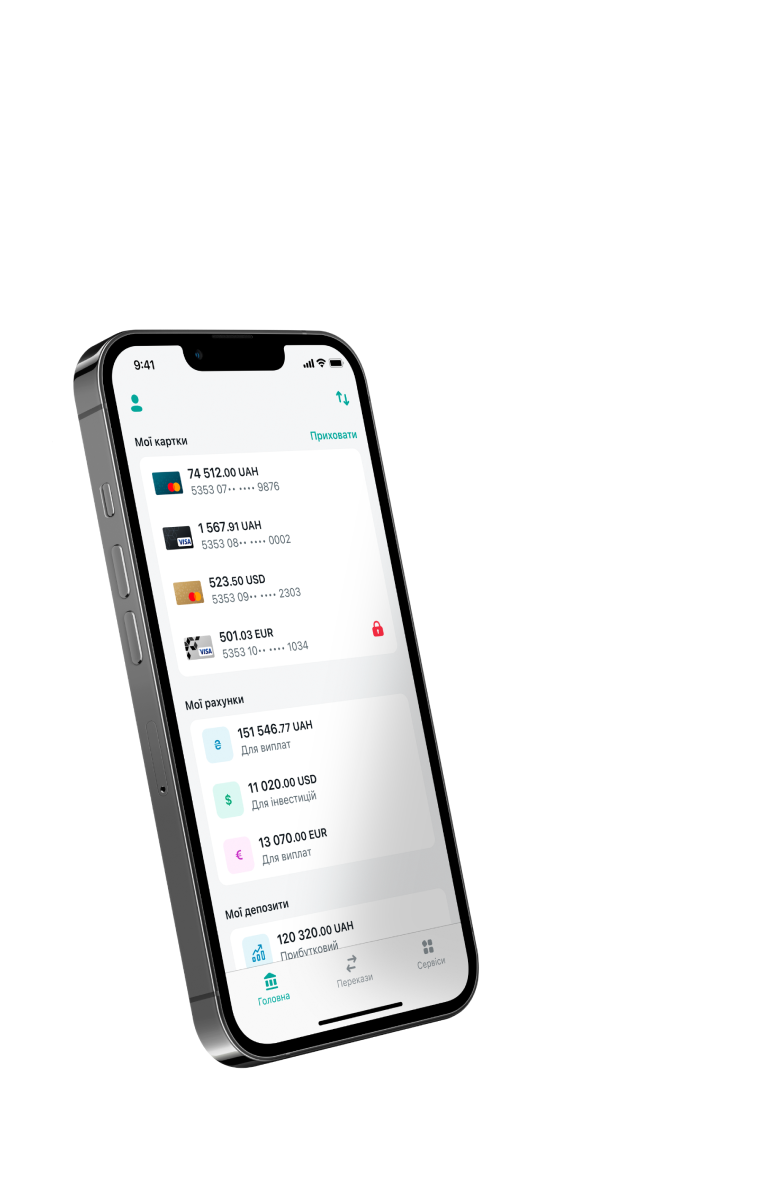 9:41
Мої картки
Приховати
74 512.00 UAH
5353 07•• •••• 9876
1 567.91 UAH
VISA
5353 08•• •••• 0002
523.50 USD
5353 09•• •••• 2303
501.03 EUR
VISA
5353 10•• •••• 1034
Мої рахунки
₴
151 546.77 UAH
Для виплат
$
11 020.00 USD
Для інвестицій
€
13 070.00 EUR
Для виплат
Мої депозити
120 320.00 UAH
Прибутковий
Головна
Перекази
Сервіси